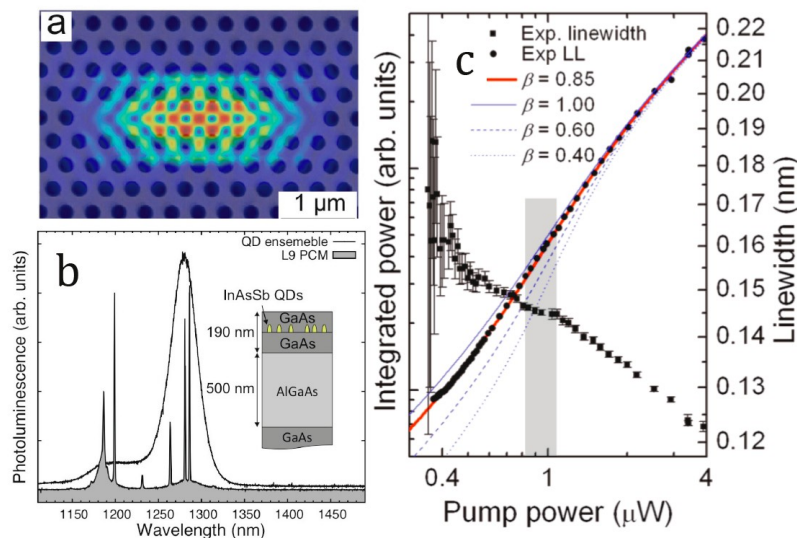 a
1 μm
b
QD ensemeble
L9 PCM
InAsSb QDs
GaAs
190 nm
GaAs
500 nm
AlGaAs
GaAs
Photoluminescence (arb. units)
1150 1200 1250 1300 1350 1400 1450
Wavelength (nm)
c
Exp. linewidth
Exp LL
β = 0.85
β = 1.00
β = 0.60
β = 0.40
Integrated power (arb. units)
0.22
0.21
0.20
0.19
0.18
0.17
0.16
0.15
0.14
0.13
0.12
Linewidth (nm)
0.4 1 4
Pump power (μW)